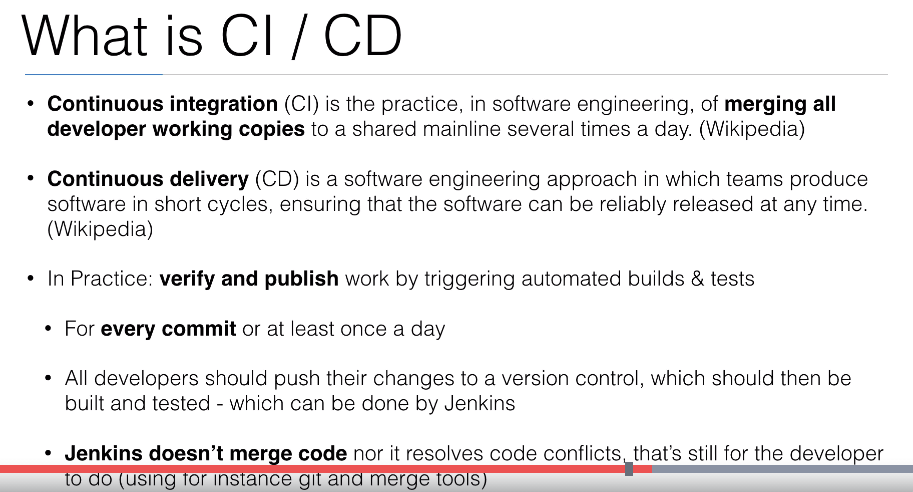 What is CI / CD
• Continuous integration (CI) is the practice, in software engineering, of merging all
developer working copies to a shared mainline several times a day. (Wikipedia)
• Continuous delivery (CD) is a software engineering approach in which teams produce
software in short cycles, ensuring that the software can be reliably released at any time.
(Wikipedia)
• In Practice: verify and publish work by triggering automated builds & tests
• For every commit or at least once a day
• All developers should push their changes to a version control, which should then be
built and tested - which can be done by Jenkins
• Jenkins doesn't merge code nor it resolves code conflicts, that's still for the developer
to do (using for instance git and merge tools)